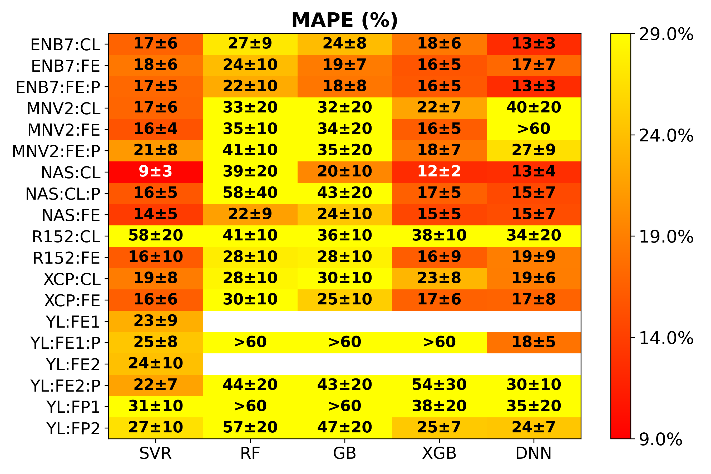 MAPE (%)
ENB7:CL 17±6 27±9 24±8 18±6 13±3
ENB7:FE 18±6 24±10 19±7 16±5 17±7
ENB7:FE:P 17±5 22±10 18±8 16±5 13±3
MNV2:CL 17±6 33±20 32±20 22±7 40±20
MNV2:FE 16±4 35±10 34±20 16±5 >60
MNV2:FE:P 21±8 41±10 35±20 18±7 27±9
NAS:CL 9±3 39±20 20±10 12±2 13±4
NAS:CL:P 16±5 58±40 43±20 17±5 15±7
NAS:FE 14±5 22±9 24±10 15±5 15±7
R152:CL 58±20 41±10 36±10 38±10 34±20
R152:FE 16±10 28±10 28±10 16±9 19±9
XCP:CL 19±8 28±10 30±10 23±8 19±6
XCP:FE 16±6 30±10 25±10 17±6 17±8
YL:FE1 23±9
YL:FE1:P 25±8 >60 >60 >60 18±5
YL:FE2 24±10
YL:FE2:P 22±7 44±20 43±20 54±30 30±10
YL:FP1 31±10 >60 >60 38±20 35±20
YL:FP2 27±10 57±20 47±20 25±7 24±7
SVR RF GB XGB DNN
29.0%
24.0%
19.0%
14.0%
9.0%